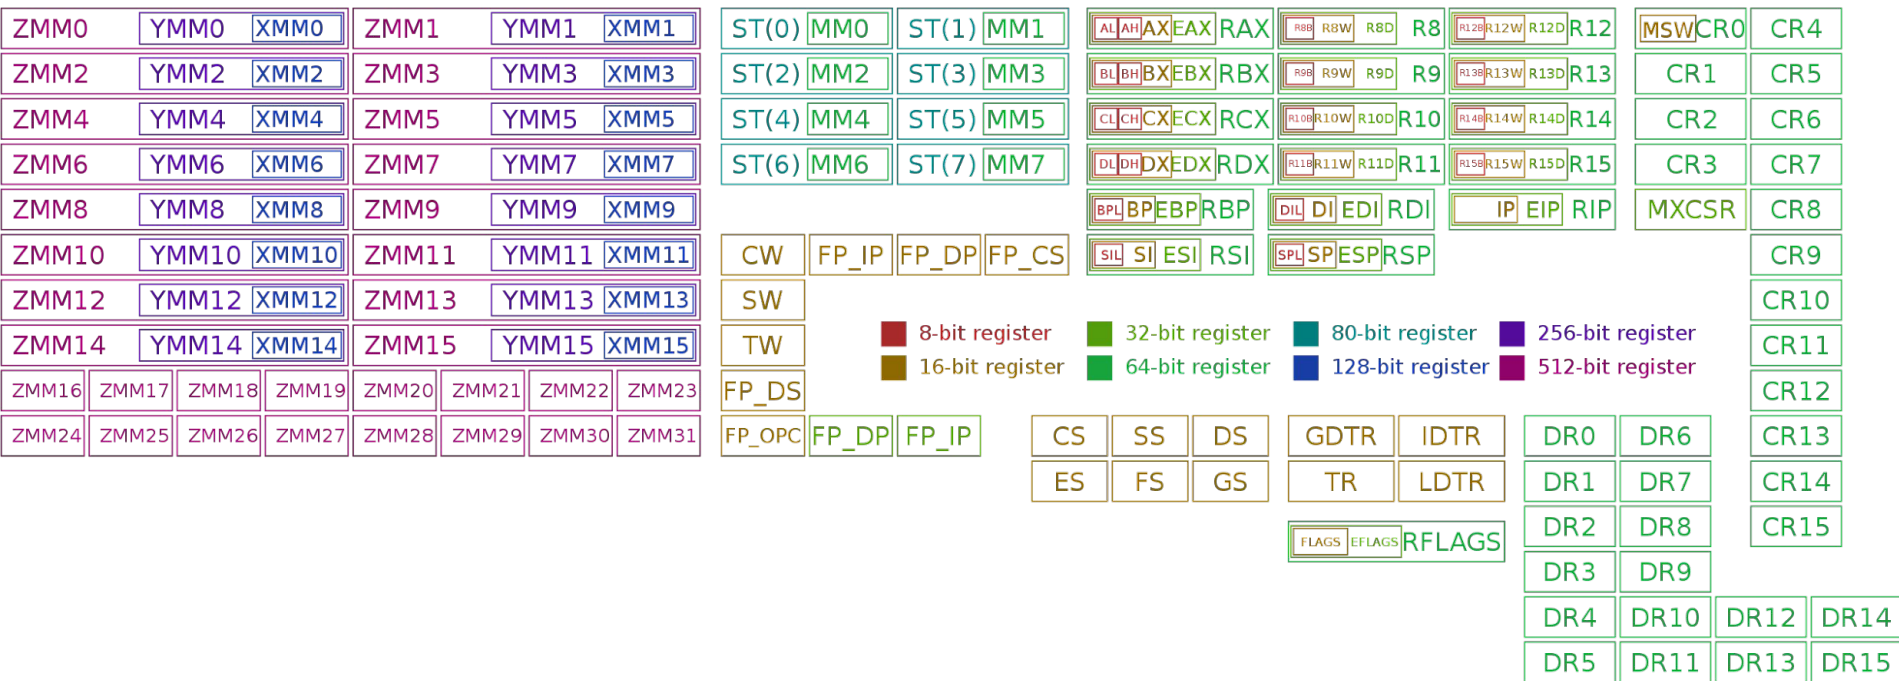 ZMM0 YMM0 XMM0 ZMM1 YMM1 XMM1 ST(0) MM0 ST(1) MM1 AL AH AX EAX RAX R8B R8W R8D R8 R12B R12W R12D R12 MSW CR0 CR4
ZMM2 YMM2 XMM2 ZMM3 YMM3 XMM3 ST(2) MM2 ST(3) MM3 BL BH BX EBX RBX R9B R9W R9D R9 R13B R13W R13D R13 CR1 CR5
ZMM4 YMM4 XMM4 ZMM5 YMM5 XMM5 ST(4) MM4 ST(5) MM5 CL CH CX ECX RCX R10B R10W R10D R10 R14B R14W R14D R14 CR2 CR6
ZMM6 YMM6 XMM6 ZMM7 YMM7 XMM7 ST(6) MM6 ST(7) MM7 DL DH DX EDX RDX R11B R11W R11D R11 R15B R15W R15D R15 CR3 CR7
ZMM8 YMM8 XMM8 ZMM9 YMM9 XMM9 BPL BP EBP RBP DIL DI EDI RDI IP EIP RIP MXCSR CR8
ZMM10 YMM10 XMM10 ZMM11 YMM11 XMM11 CW FP_IP FP_DP FP_CS SIL SI ESI RSI SPL SP ESP RSP CR9
ZMM12 YMM12 XMM12 ZMM13 YMM13 XMM13 SW CR10
8-bit register 32-bit register 80-bit register 256-bit register
ZMM14 YMM14 XMM14 ZMM15 YMM15 XMM15 TW CR11
16-bit register 64-bit register 128-bit register 512-bit register
ZMM16 ZMM17 ZMM18 ZMM19 ZMM20 ZMM21 ZMM22 ZMM23 FP_DS CR12
ZMM24 ZMM25 ZMM26 ZMM27 ZMM28 ZMM29 ZMM30 ZMM31 FP_OPC FP_DP FP_IP CS SS DS GDTR IDTR DR0 DR6 CR13
ES FS GS TR LDTR DR1 DR7 CR14
DR2 DR8 CR15
FLAGS EFLAGS RFLAGS
DR3 DR9
DR4 DR10 DR12 DR14
DR5 DR11 DR13 DR15